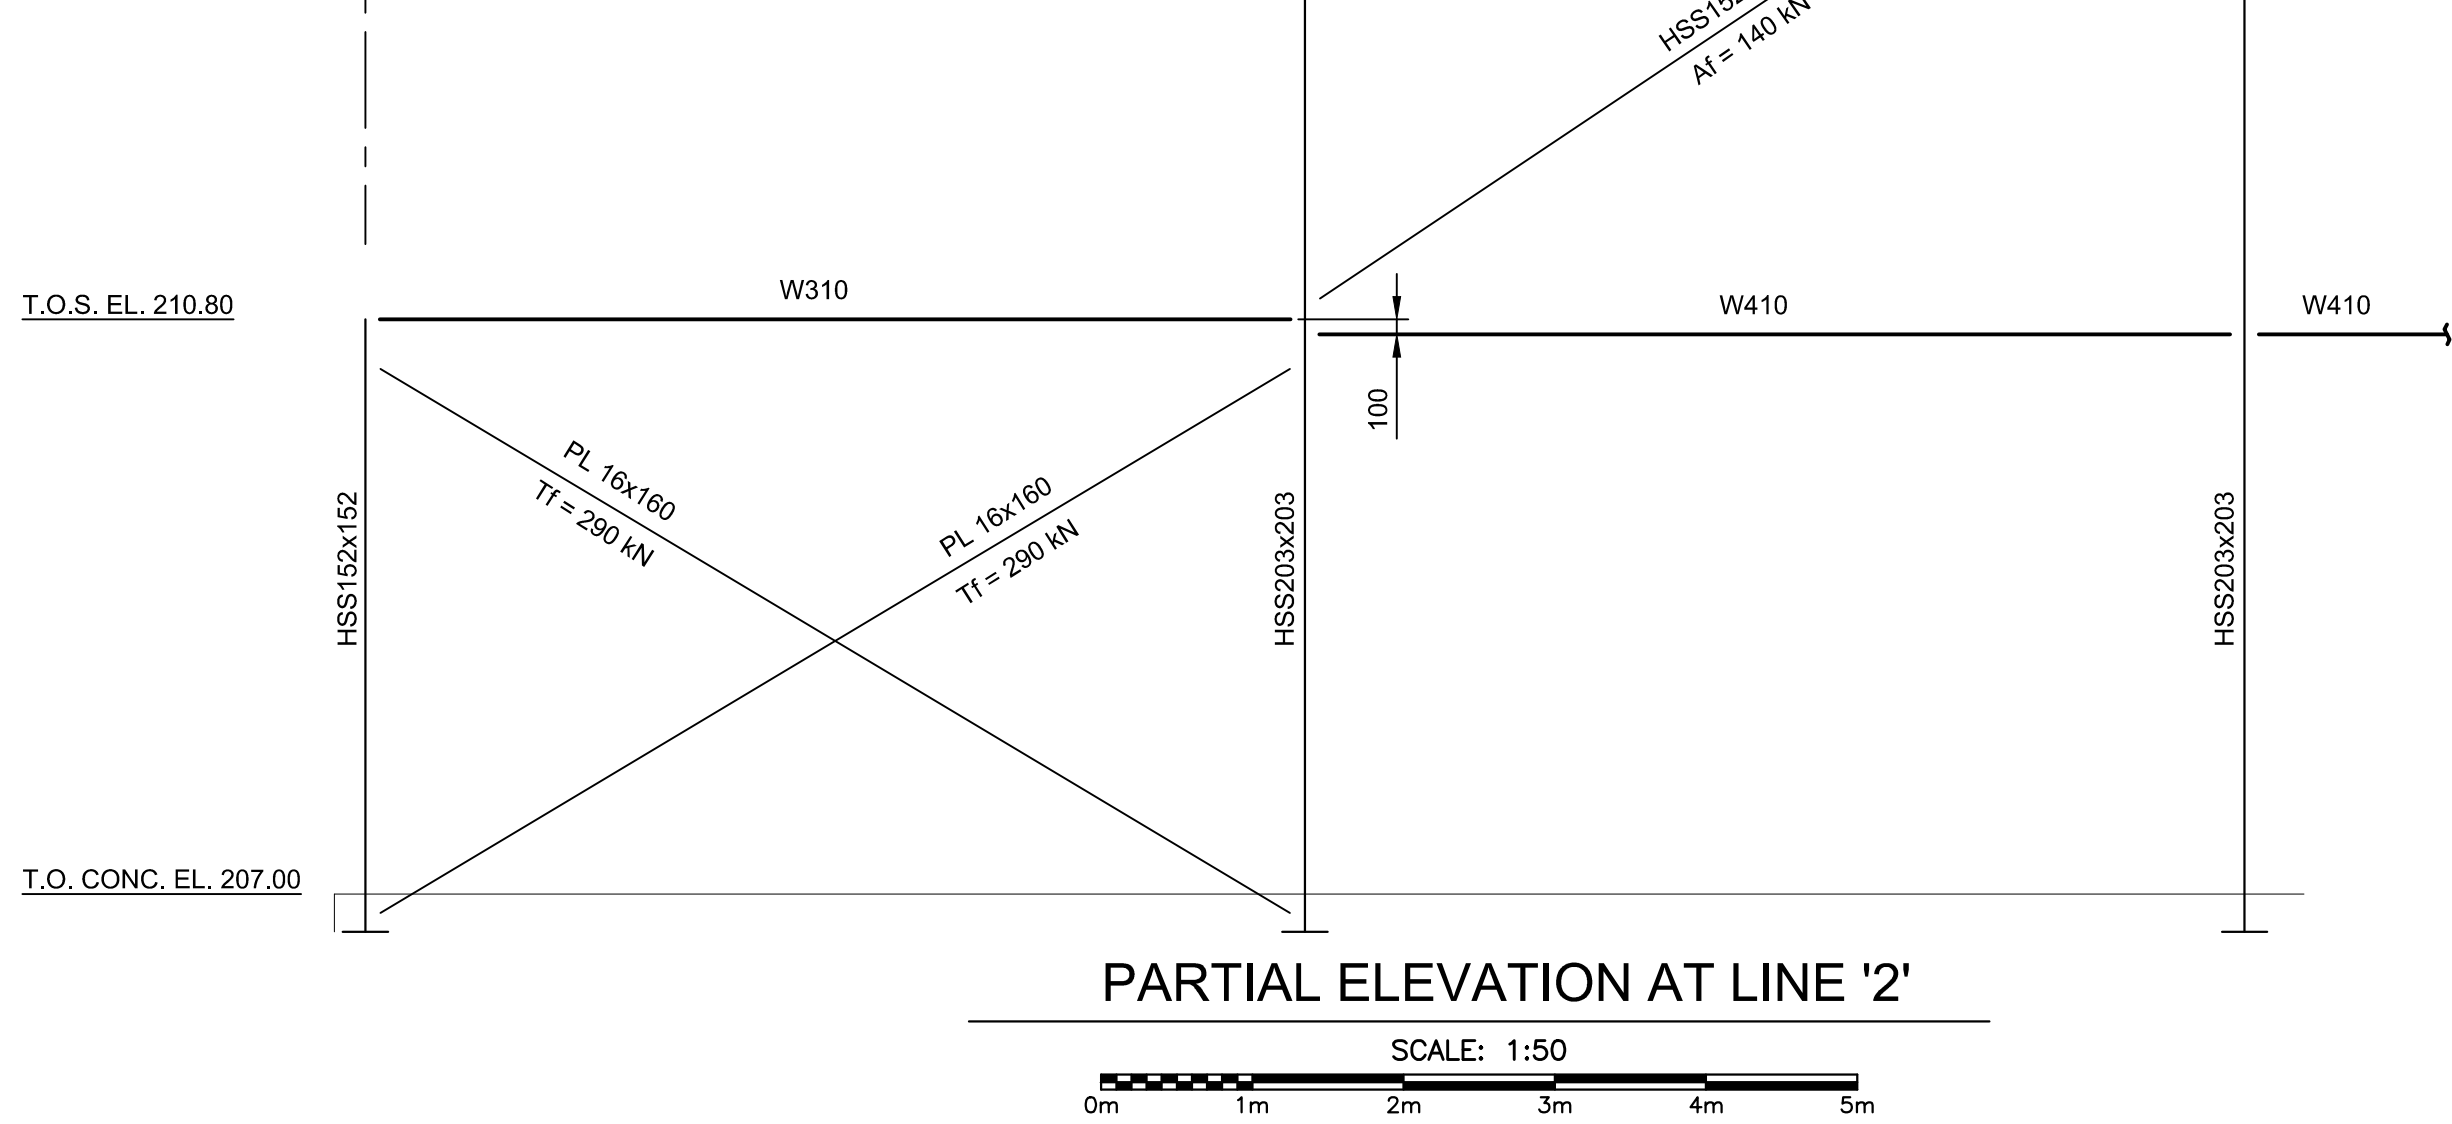 HSS152
Af = 140 kN
W310
T.O.S. EL. 210.80
W410
W410
100
PL 16x160
Tf = 290 kN
PL 16x160
Tf = 290 kN
HSS152x152
HSS203x203
HSS203x203
T.O. CONC. EL. 207.00
PARTIAL ELEVATION AT LINE '2'
SCALE: 1:50
0m 1m 2m 3m 4m 5m